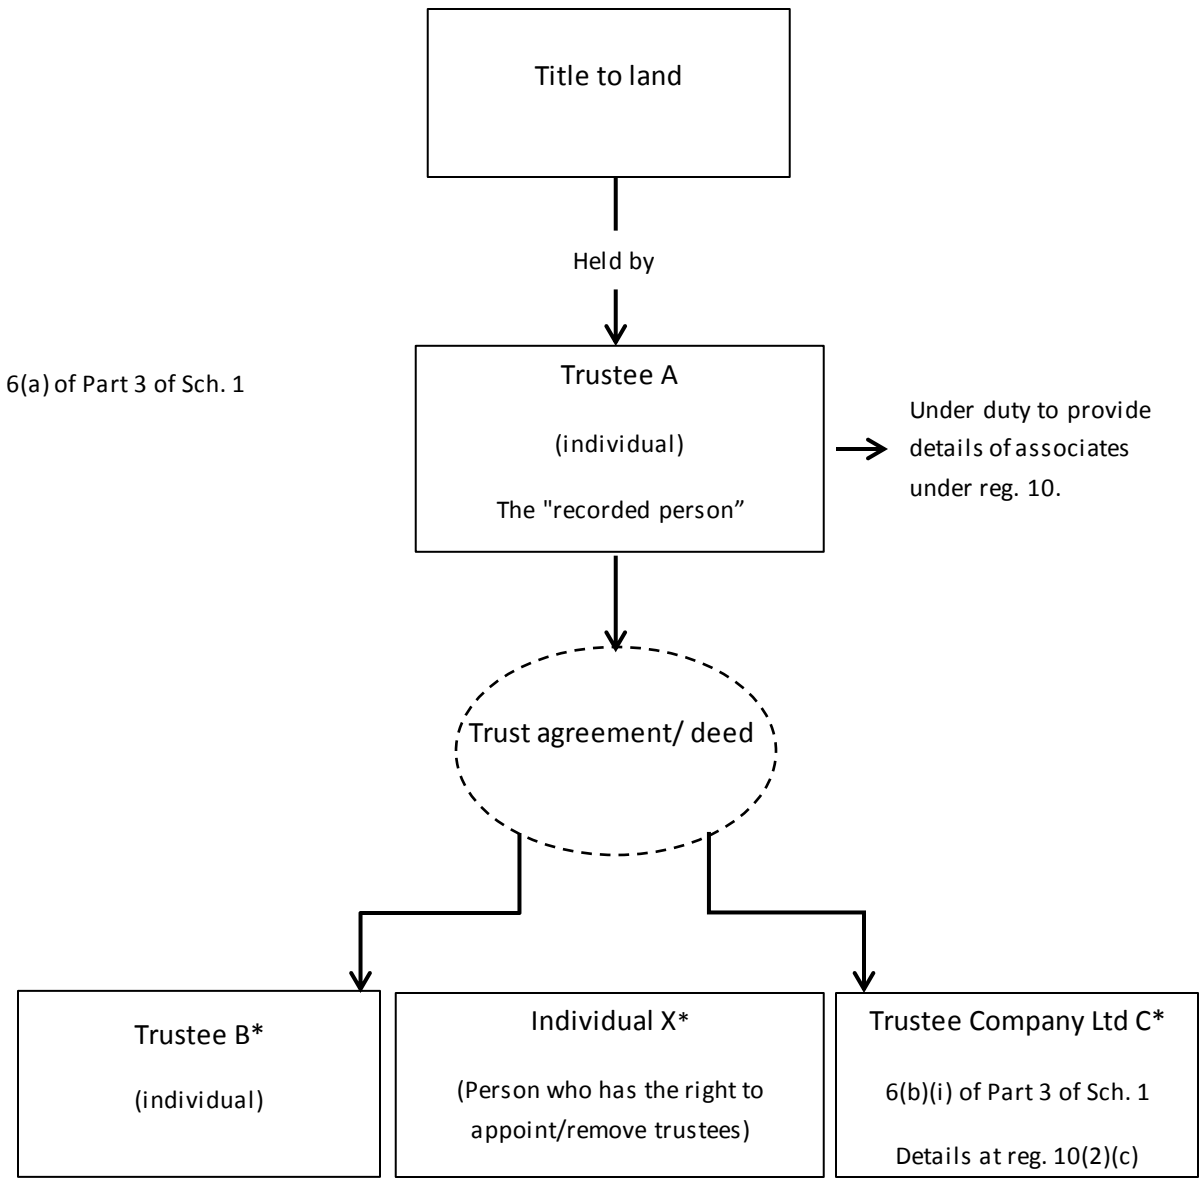 Title to land
Held by
6(a) of Part 3 of Sch. 1
Trustee A
(individual)
The "recorded person”
Under duty to provide
details of associates
under reg. 10.
Trust agreement/ deed
Trustee B*
(individual)
Individual X*
(Person who has the right to
appoint/remove trustees)
Trustee Company Ltd C*
6(b)(i) of Part 3 of Sch. 1
Details at reg. 10(2)(c)